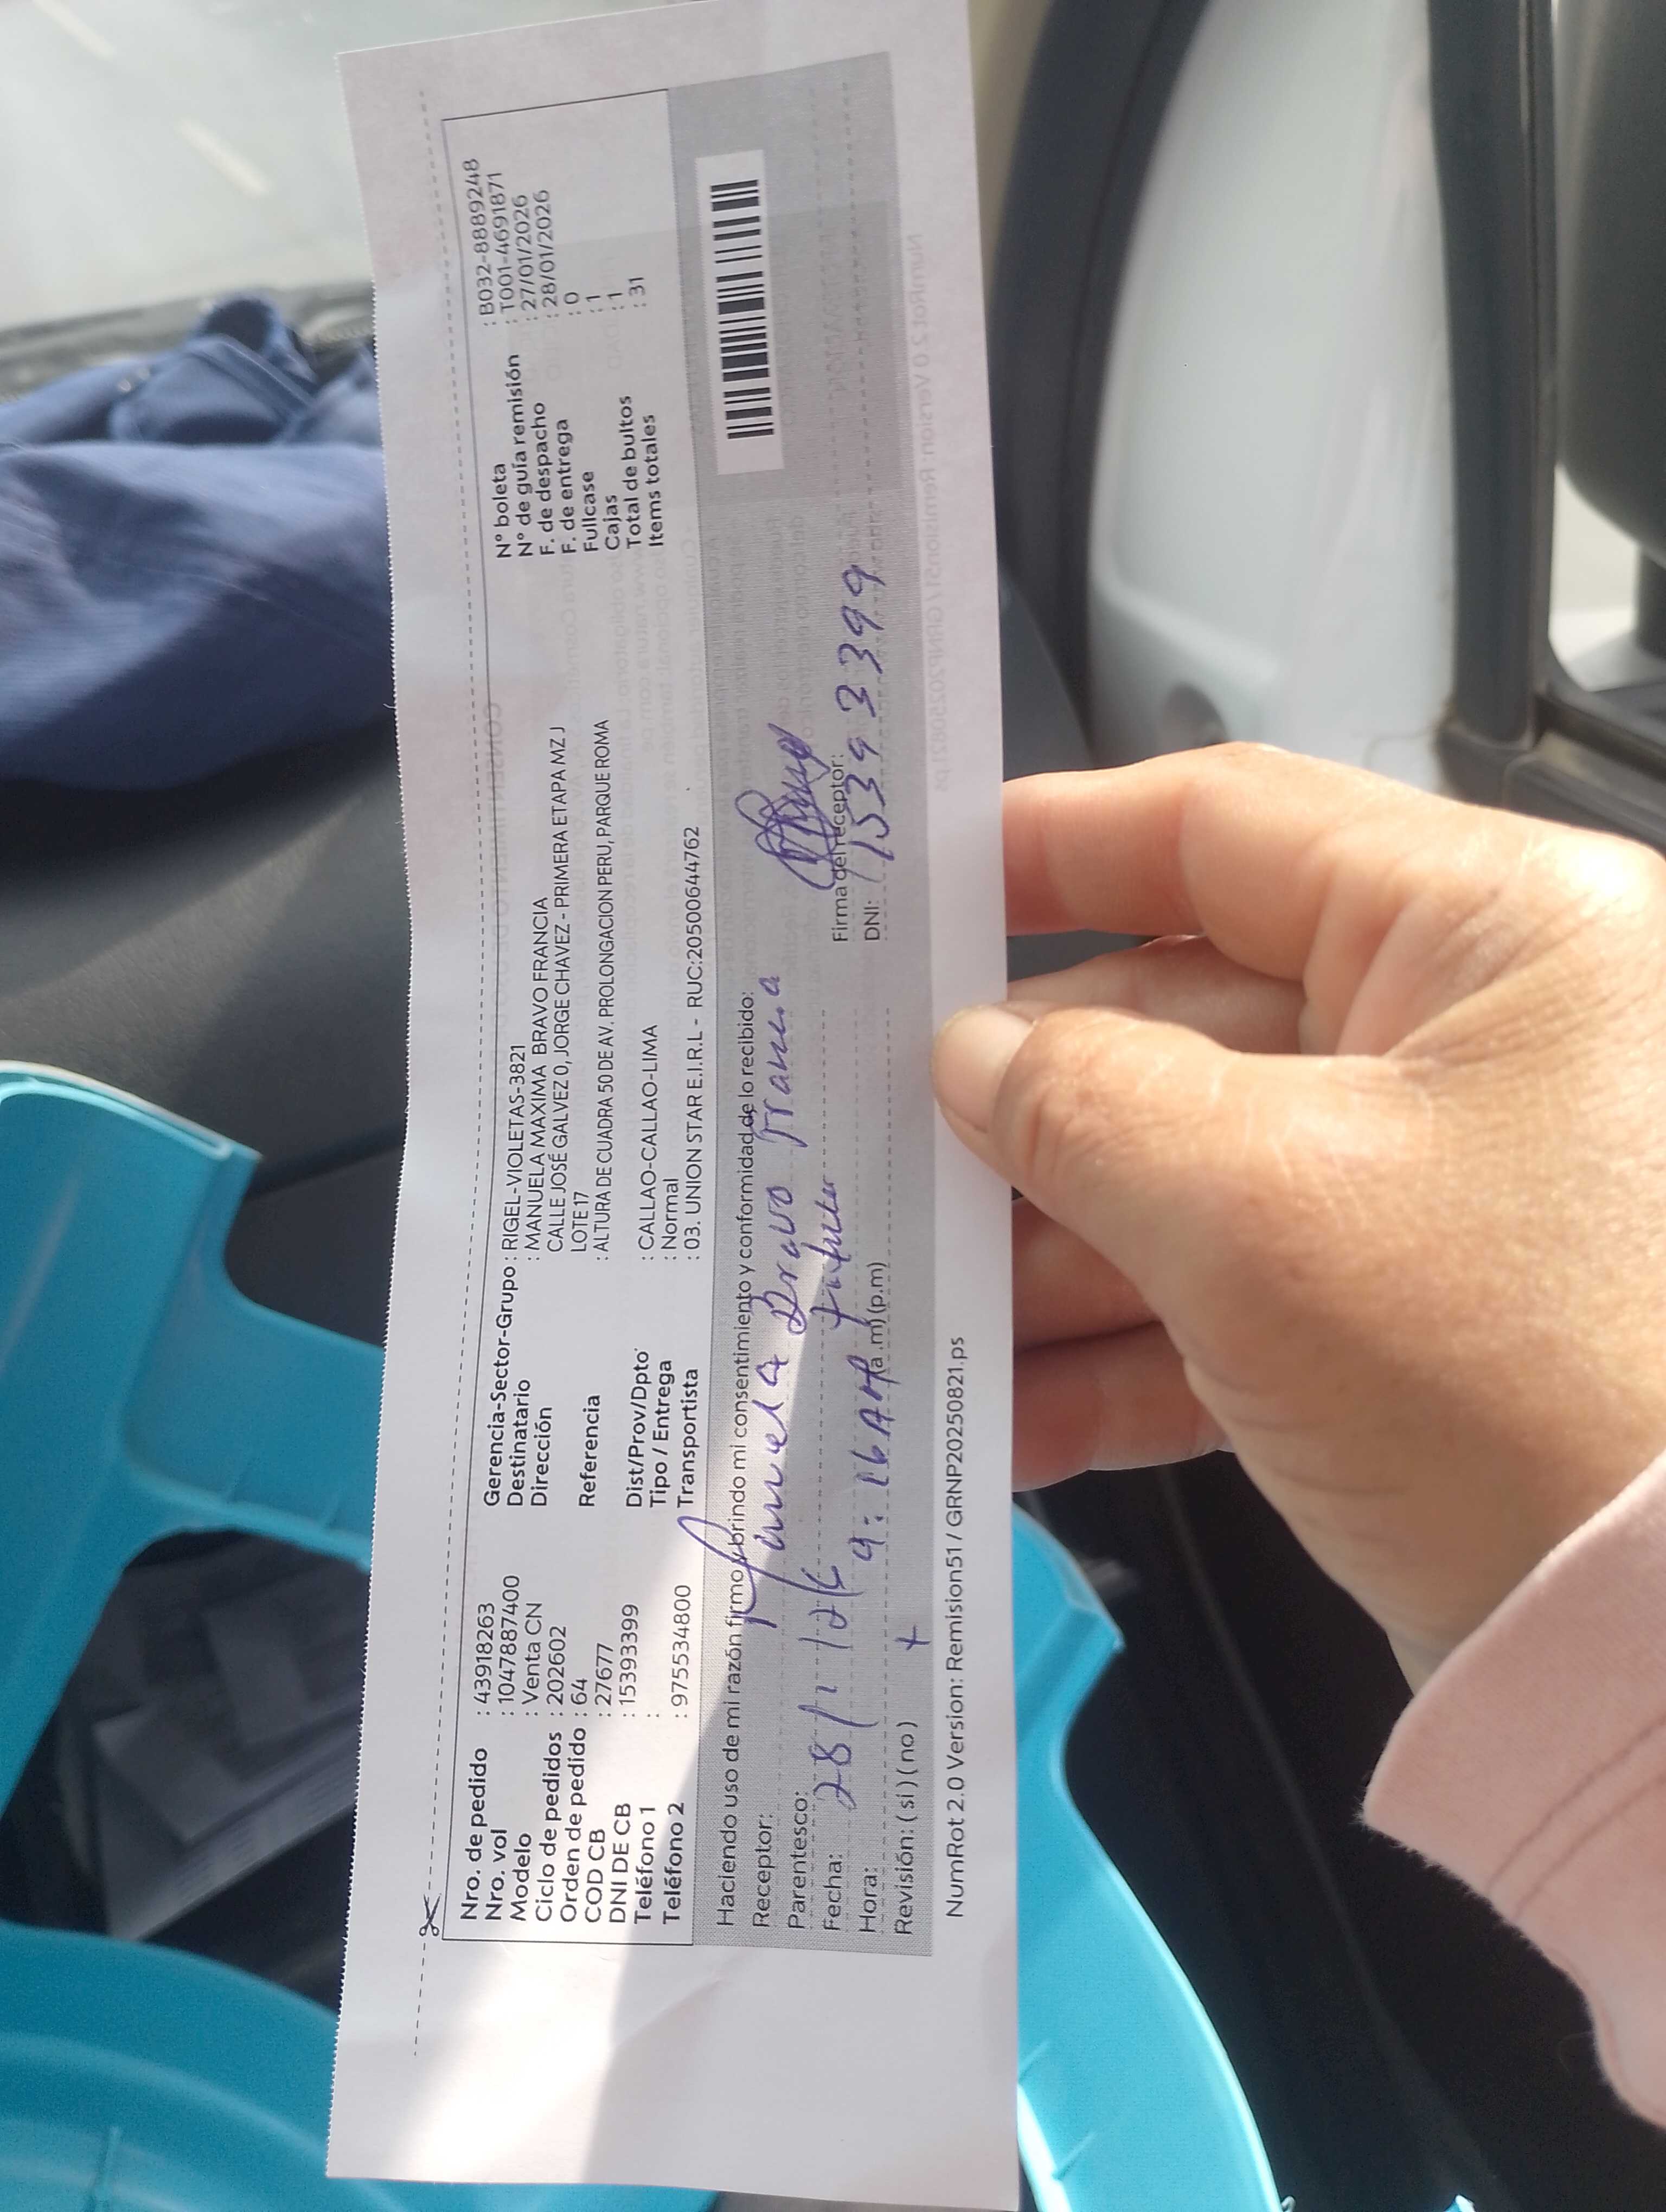 Nro. de pedido : 43918263
Nro. vol : 1047887400
Modelo : Venta CN
Ciclo de pedidos : 202602
Orden de pedido : 64
COD CB : 27677
DNI DE CB : 15393399
Teléfono 1 :
Teléfono 2 : 975534800
Gerencia-Sector-Grupo : RIGEL-VIOLETAS-3821
Destinatario : MANUELA MAXIMA BRAVO FRANCIA
Dirección CALLE JOSÉ GALVEZ 0, JORGE CHAVEZ - PRIMERA ETAPA MZ J
LOTE 17
Referencia : ALTURA DE CUADRA 50 DE AV. PROLONGACION PERU, PARQUE ROMA
Dist/Prov/Dpto : CALLAO-CALLAO-LIMA
Tipo / Entrega : Normal
Transportista : 03. UNION STAR E.I.R.L - RUC:20500644762
N° boleta : B032-8889248
N° de guía remisión : T001-4691871
F. de despacho : 27/01/2026
F. de entrega : 28/01/2026
Fullcase : 0
Cajas : 1
Total de bultos : 1
Items totales : 31
Haciendo uso de mi razón firmo y brindo mi consentimiento y conformidad de lo recibido:
Receptor: Manuela Bravo Francia
Parentesco:
Fecha: 28/1/26
Hora: 9:16 AM (a.m) (p.m)
Revisión: ( si ) ( no )
Firma del receptor:
DNI: 15393399
NumRot 2.0 Version: Remision51 / GRNP20250821.ps